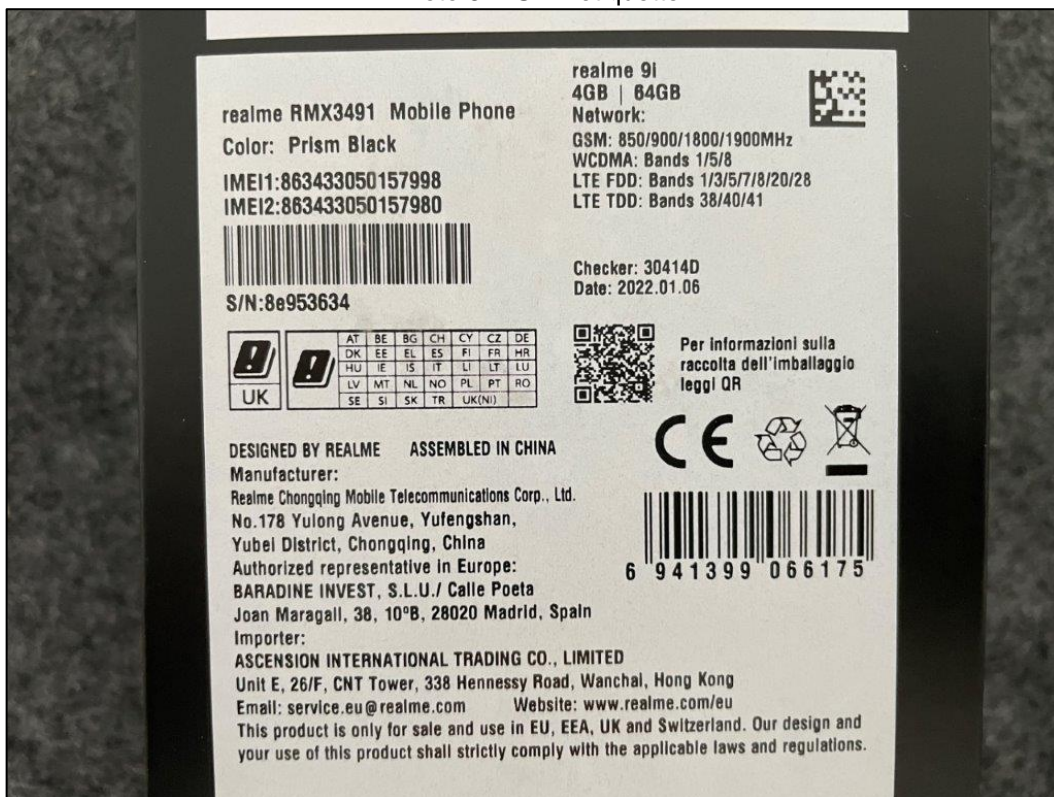 realme RMX3491 Mobile Phone
Color: Prism Black
IMEI1:863433050157998
IMEI2:863433050157980
S/N:8e953634
realme 9i
4GB | 64GB
Network:
GSM: 850/900/1800/1900MHz
WCDMA: Bands 1/5/8
LTE FDD: Bands 1/3/5/7/8/20/28
LTE TDD: Bands 38/40/41
Checker: 30414D
Date: 2022.01.06
UK
AT BE BG CH CY CZ DE
DK EE EL ES FI FR HR
HU IE IS IT LI LT LU
LV MT NL NO PL PT RO
SE SI SK TR UK(NI)
Per informazioni sulla
raccolta dell'imballaggio
leggi QR
CE
DESIGNED BY REALME ASSEMBLED IN CHINA
Manufacturer:
Realme Chongqing Mobile Telecommunications Corp., Ltd.
No.178 Yulong Avenue, Yufengshan,
Yubei District, Chongqing, China
Authorized representative in Europe:
BARADINE INVEST, S.L.U./ Calle Poeta
Joan Maragall, 38, 10ºB, 28020 Madrid, Spain
6 941399 066175
Importer:
ASCENSION INTERNATIONAL TRADING CO., LIMITED
Unit E, 26/F, CNT Tower, 338 Hennessy Road, Wanchai, Hong Kong
Email: service.eu@realme.com Website: www.realme.com/eu
This product is only for sale and use in EU, EEA, UK and Switzerland. Our design and
your use of this product shall strictly comply with the applicable laws and regulations.